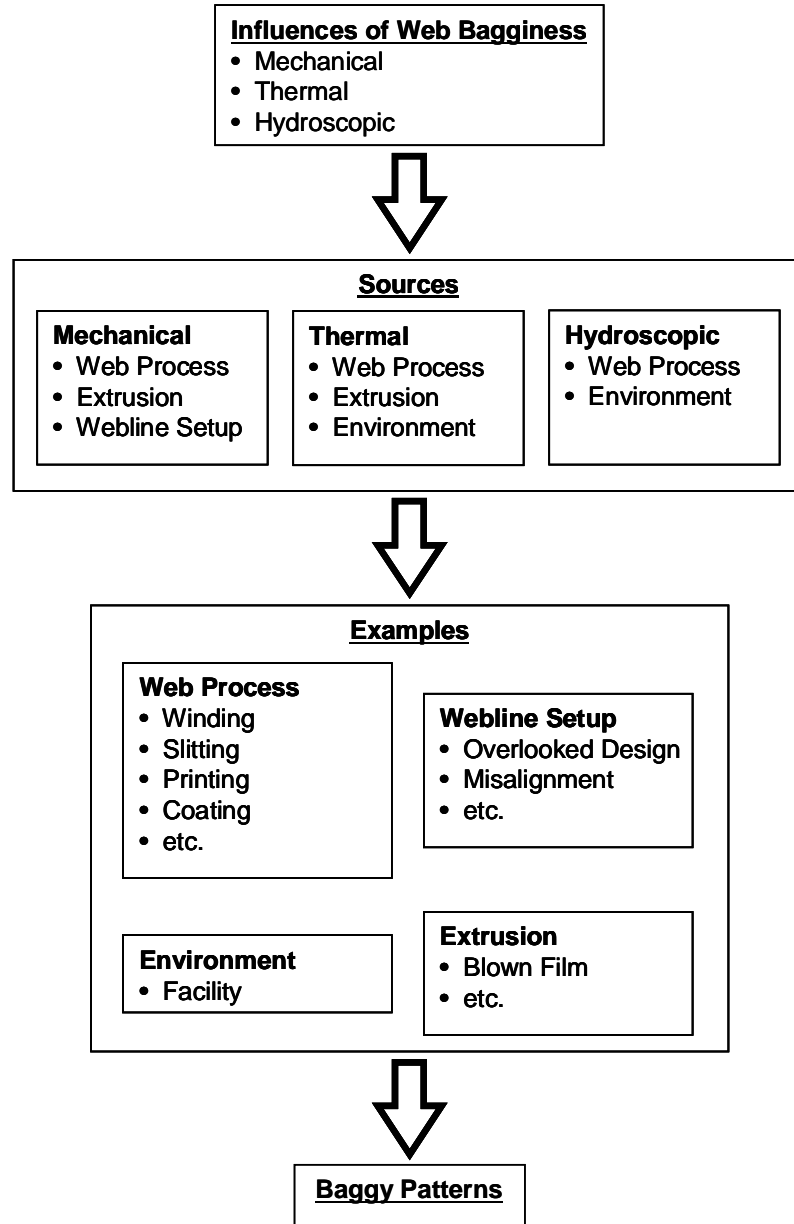 Influences of Web Bagginess
• Mechanical
• Thermal
• Hydroscopic
Sources
Mechanical
• Web Process
• Extrusion
• Webline Setup
Thermal
• Web Process
• Extrusion
• Environment
Hydroscopic
• Web Process
• Environment
Examples
Web Process
• Winding
• Slitting
• Printing
• Coating
• etc.
Webline Setup
• Overlooked Design
• Misalignment
• etc.
Environment
• Facility
Extrusion
• Blown Film
• etc.
Baggy Patterns